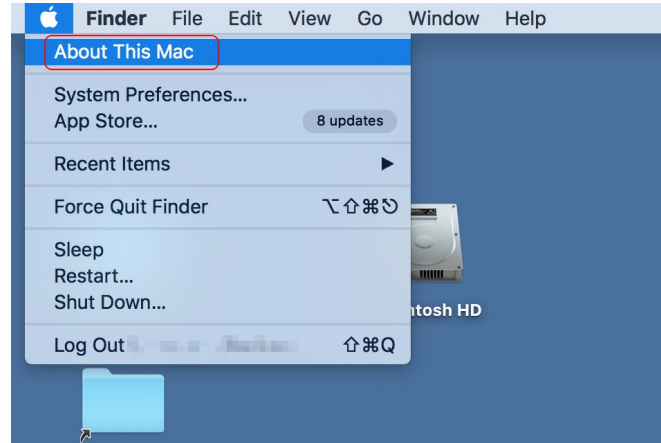 Finder File Edit View Go Window Help
About This Mac
System Preferences...
App Store... 8 updates
Recent Items ▶
Force Quit Finder ⌥⇧⌘⎋
Sleep
Restart...
Shut Down...
Log Out ⇧⌘Q
ntosh HD